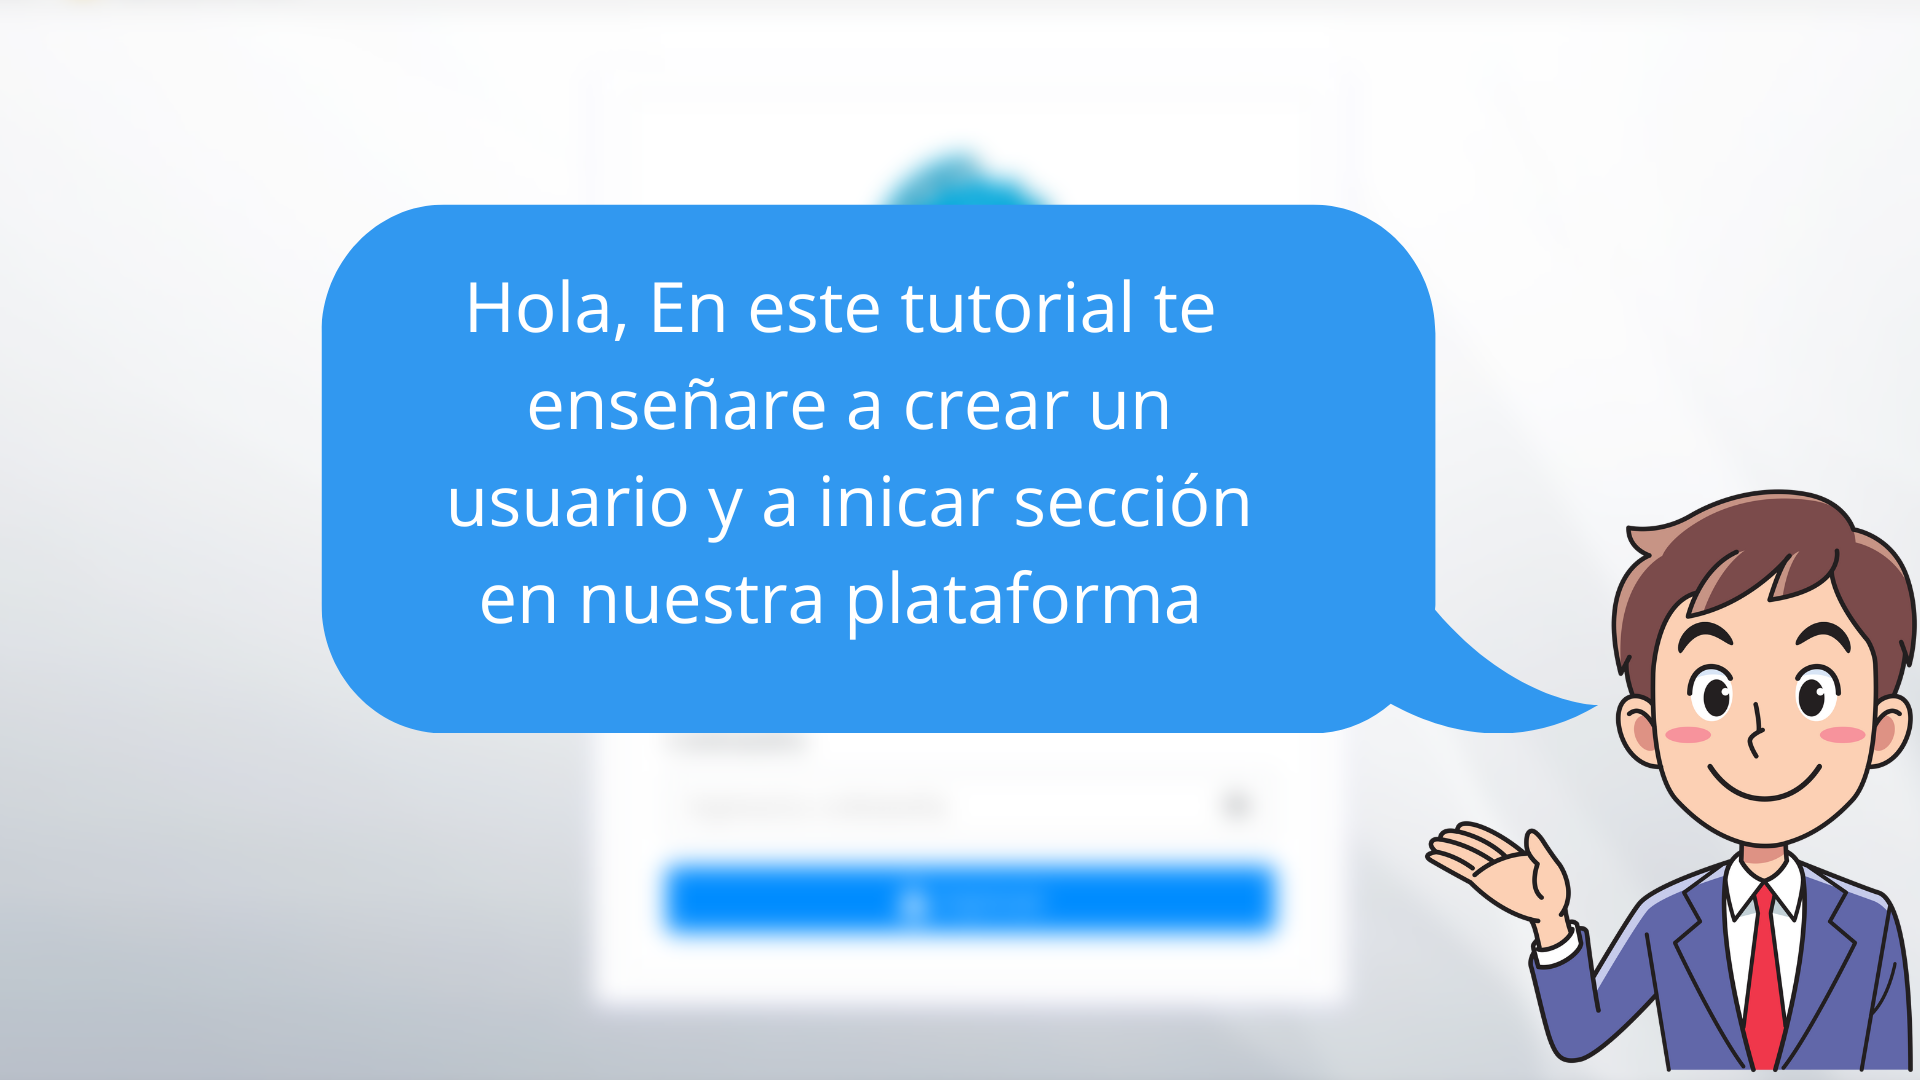 Hola, En este tutorial te
enseñare a crear un
usuario y a inicar sección
en nuestra plataforma